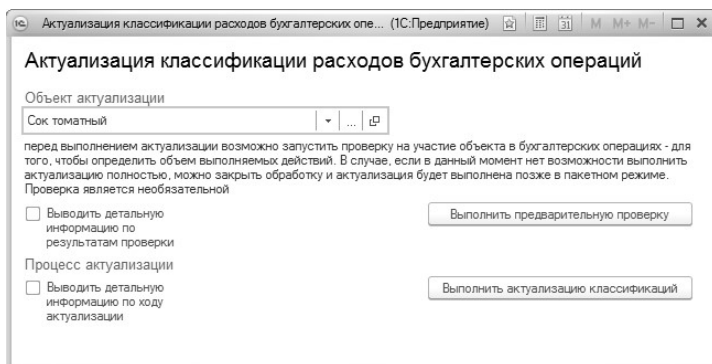 1С Актуализация классификации расходов бухгалтерских опе... (1С:Предприятие) 31 M M+ M-
Актуализация классификации расходов бухгалтерских операций
Объект актуализации
Сок томатный ...
перед выполнением актуализации возможно запустить проверку на участие объекта в бухгалтерских операциях - для
того, чтобы определить объем выполняемых действий. В случае, если в данный момент нет возможности выполнить
актуализацию полностью, можно закрыть обработку и актуализация будет выполнена позже в пакетном режиме.
Проверка является необязательной
Выводить детальную
информацию по
результатам проверки
Выполнить предварительную проверку
Процесс актуализации
Выводить детальную
информацию по ходу
актуализации
Выполнить актуализацию классификаций